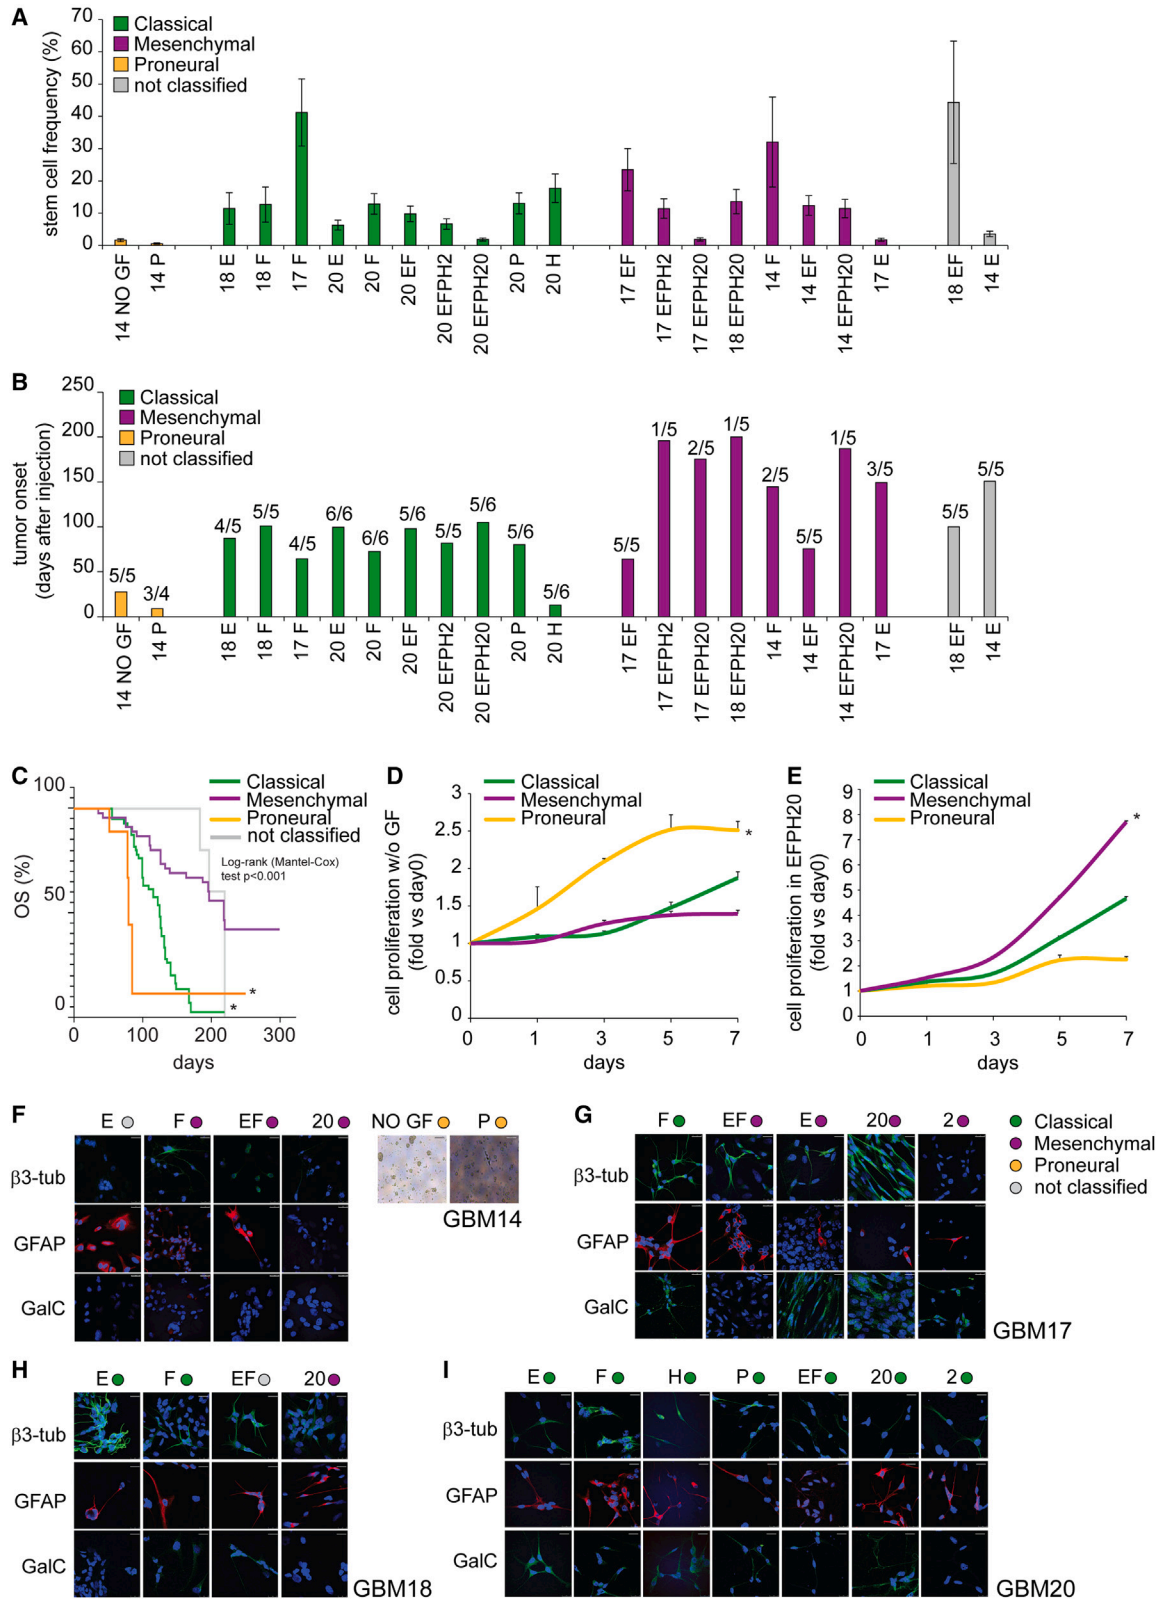 A
stem cell frequency (%)
70
60
50
40
30
20
10
0
Classical
Mesenchymal
Proneural
not classified
14 NO GF
14 P
18 E
18 F
17 F
20 E
20 F
20 EF
20 EFPH2
20 EFPH20
20 P
20 H
17 EF
17 EFPH2
17 EFPH20
18 EFPH20
14 F
14 EF
14 EFPH20
17 E
18 EF
14 E
B
tumor onset
(days after injection)
250
200
150
100
50
0
Classical
Mesenchymal
Proneural
not classified
5/5
3/4
4/5
5/5
4/5
6/6
6/6
5/6
5/5
5/6
5/6
5/6
5/5
1/5
2/5
1/5
2/5
5/5
1/5
3/5
5/5
5/5
14 NO GF
14 P
18 E
18 F
17 F
20 E
20 F
20 EF
20 EFPH2
20 EFPH20
20 P
20 H
17 EF
17 EFPH2
17 EFPH20
18 EFPH20
14 F
14 EF
14 EFPH20
17 E
18 EF
14 E
C
OS (%)
100
50
0
Classical
Mesenchymal
Proneural
not classified
Log-rank (Mantel-Cox)
test p<0.001
*
*
0 100 200 300
days
D
cell proliferation w/o GF
(fold vs day0)
3
2.5
2
1.5
1
0.5
0
Classical
Mesenchymal
Proneural
*
0 1 3 5 7
days
E
cell proliferation in EFPH20
(fold vs day0)
9
8
7
6
5
4
3
2
1
0
Classical
Mesenchymal
Proneural
*
0 1 3 5 7
days
F
E F EF 20
β3-tub
GFAP
GalC
NO GF P
GBM14
G
F EF E 20 2
β3-tub
GFAP
GalC
GBM17
Classical
Mesenchymal
Proneural
not classified
H
E F EF 20
β3-tub
GFAP
GalC
GBM18
I
E F H P EF 20 2
β3-tub
GFAP
GalC
GBM20